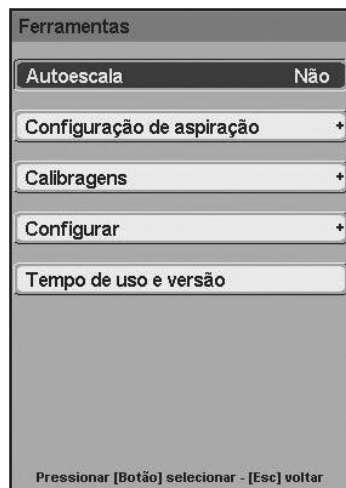 Ferramentas
Autoescala Não
Configuração de aspiração +
Calibragens +
Configurar +
Tempo de uso e versão
Pressionar [Botão] selecionar - [Esc] voltar